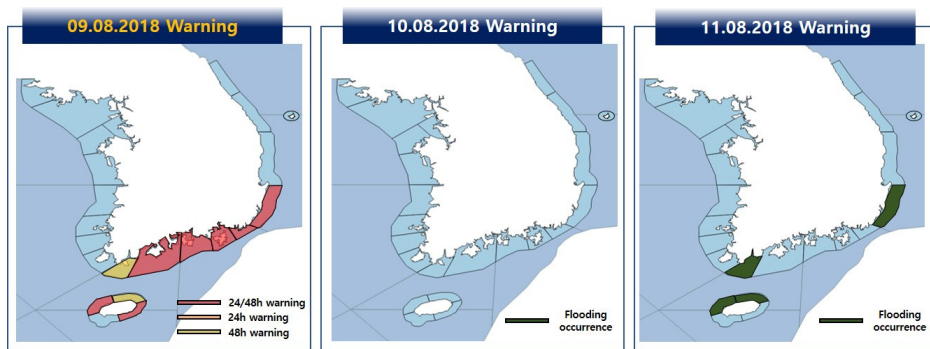 09.08.2018 Warning
24/48h warning
24h warning
48h warning
10.08.2018 Warning
Flooding
occurrence
11.08.2018 Warning
Flooding
occurrence